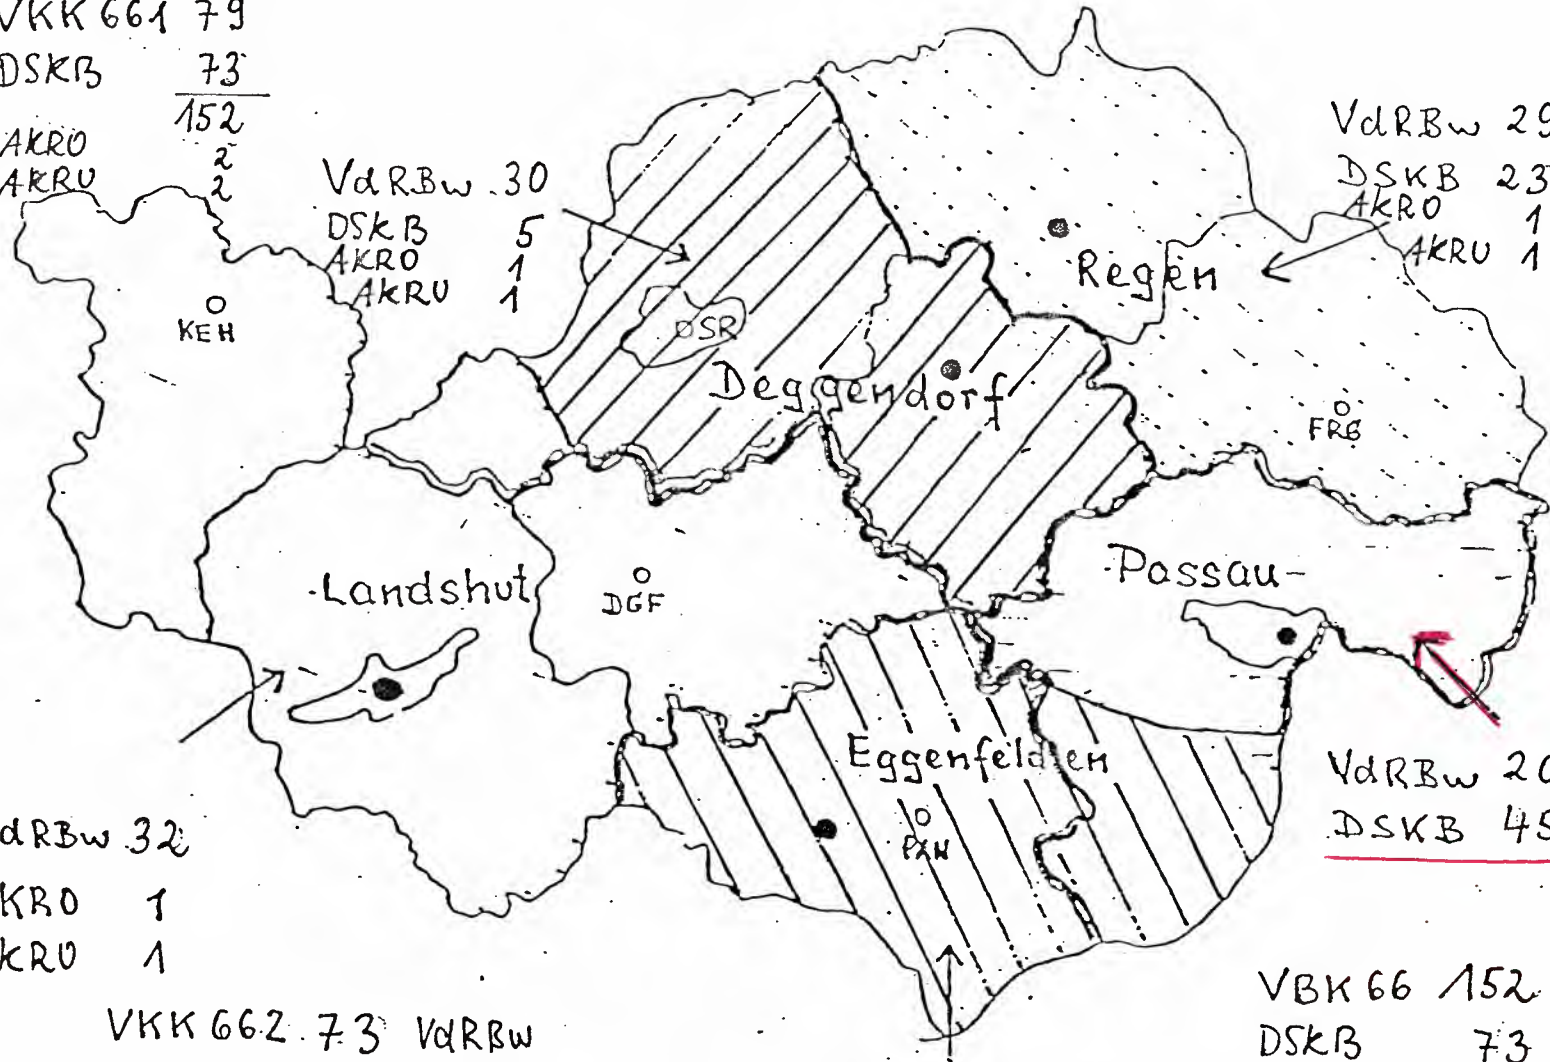 VKK 661 79
DSKB 73
152
AKRO 2
AKRU 2
VdRBw 30
DSKB 5
AKRO 1
AKRU 1
VdRBw 29
DSKB 23
AKRO 1
AKRU 1
KEH
SR
Regen
Deggendorf
FRG
Landshut
DGF
Passau
Eggenfelden
PAN
VdRBw 20
DSKB 45
dRBw 32
KRO 1
KRU 1
VKK 662 73 VdRBw
VBK 66 152
DSKB 73